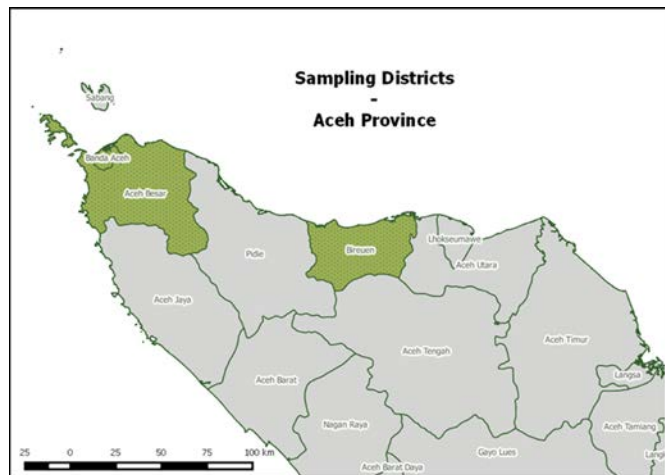 Sampling Districts
-
Aceh Province
Sabang
Banda Aceh
Aceh Besar
Pidie
Bireuen
Lhokseumawe
Aceh Utara
Aceh Jaya
Aceh Tengah
Aceh Timur
Langsa
Aceh Barat
Nagan Raya
Aceh Tamiang
Gayo Lues
Aceh Barat Daya
25 0 25 50 75 100 km